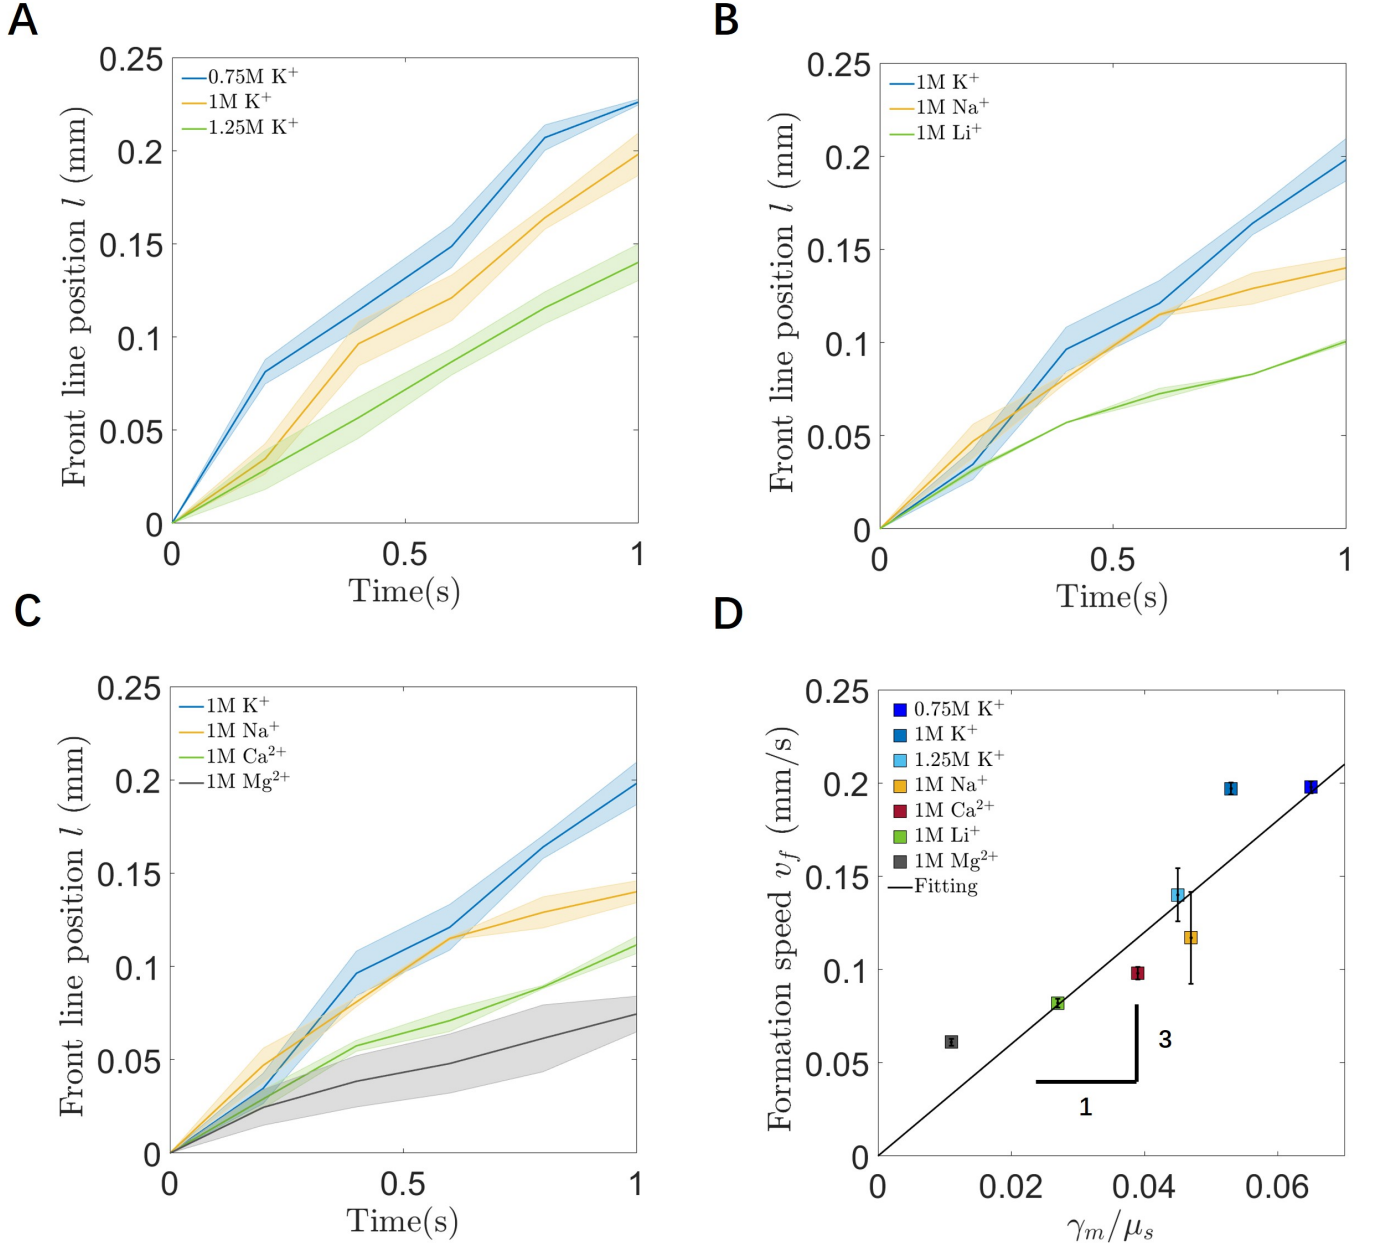 A
0.25
0.2
0.15
0.1
0.05
0
0
0.5
1
Front line position l (mm)
Time(s)
0.75M K⁺
1M K⁺
1.25M K⁺
B
0.25
0.2
0.15
0.1
0.05
0
0
0.5
1
Front line position l (mm)
Time(s)
1M K⁺
1M Na⁺
1M Li⁺
C
0.25
0.2
0.15
0.1
0.05
0
0
0.5
1
Front line position l (mm)
Time(s)
1M K⁺
1M Na⁺
1M Ca²⁺
1M Mg²⁺
D
0.25
0.2
0.15
0.1
0.05
0
0
0.02
0.04
0.06
Formation speed v_f (mm/s)
γ_m/μ_s
0.75M K⁺
1M K⁺
1.25M K⁺
1M Na⁺
1M Ca²⁺
1M Li⁺
1M Mg²⁺
Fitting
3
1